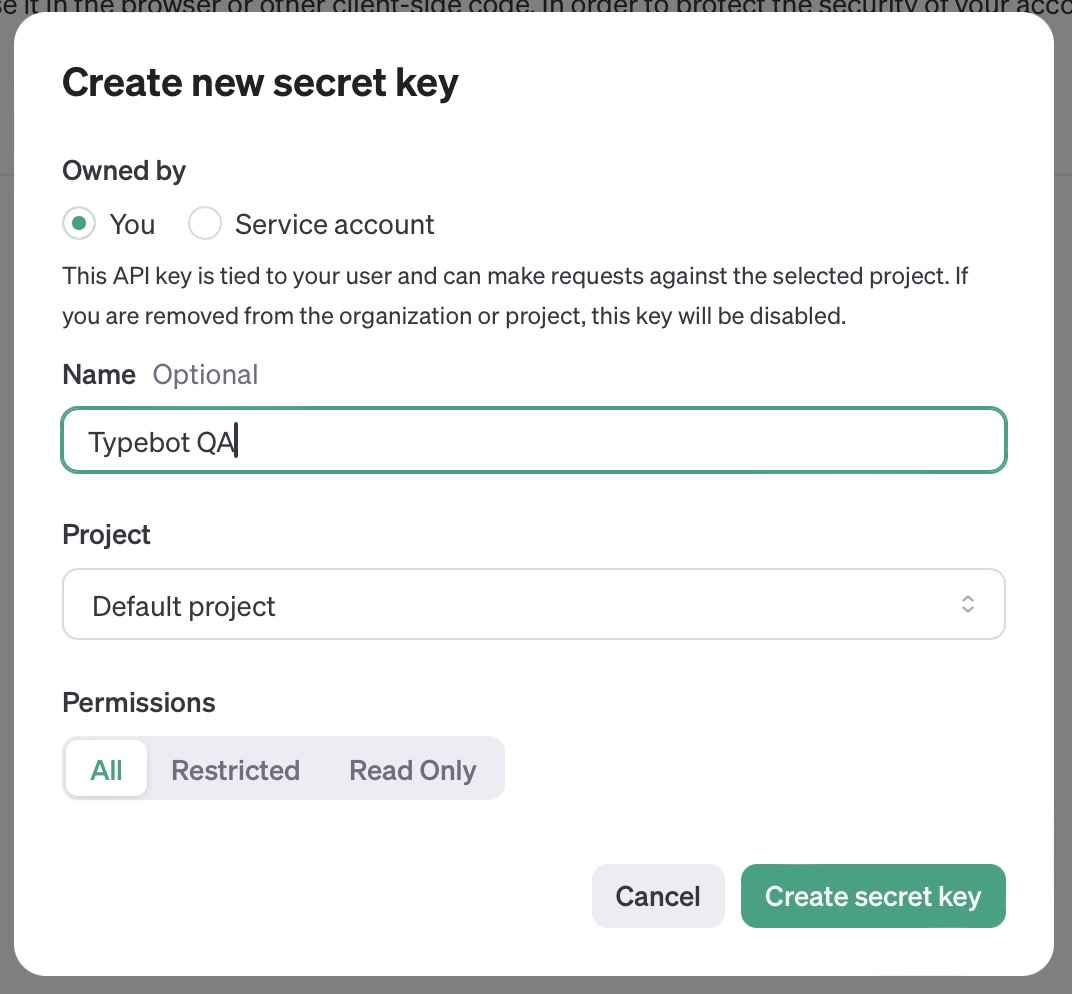 se it in the browser or other client-side code. In order to protect the security of your acco
Create new secret key
Owned by
You Service account
This API key is tied to your user and can make requests against the selected project. If
you are removed from the organization or project, this key will be disabled.
Name Optional
Typebot QA
Project
Default project
Permissions
All Restricted Read Only
Cancel Create secret key